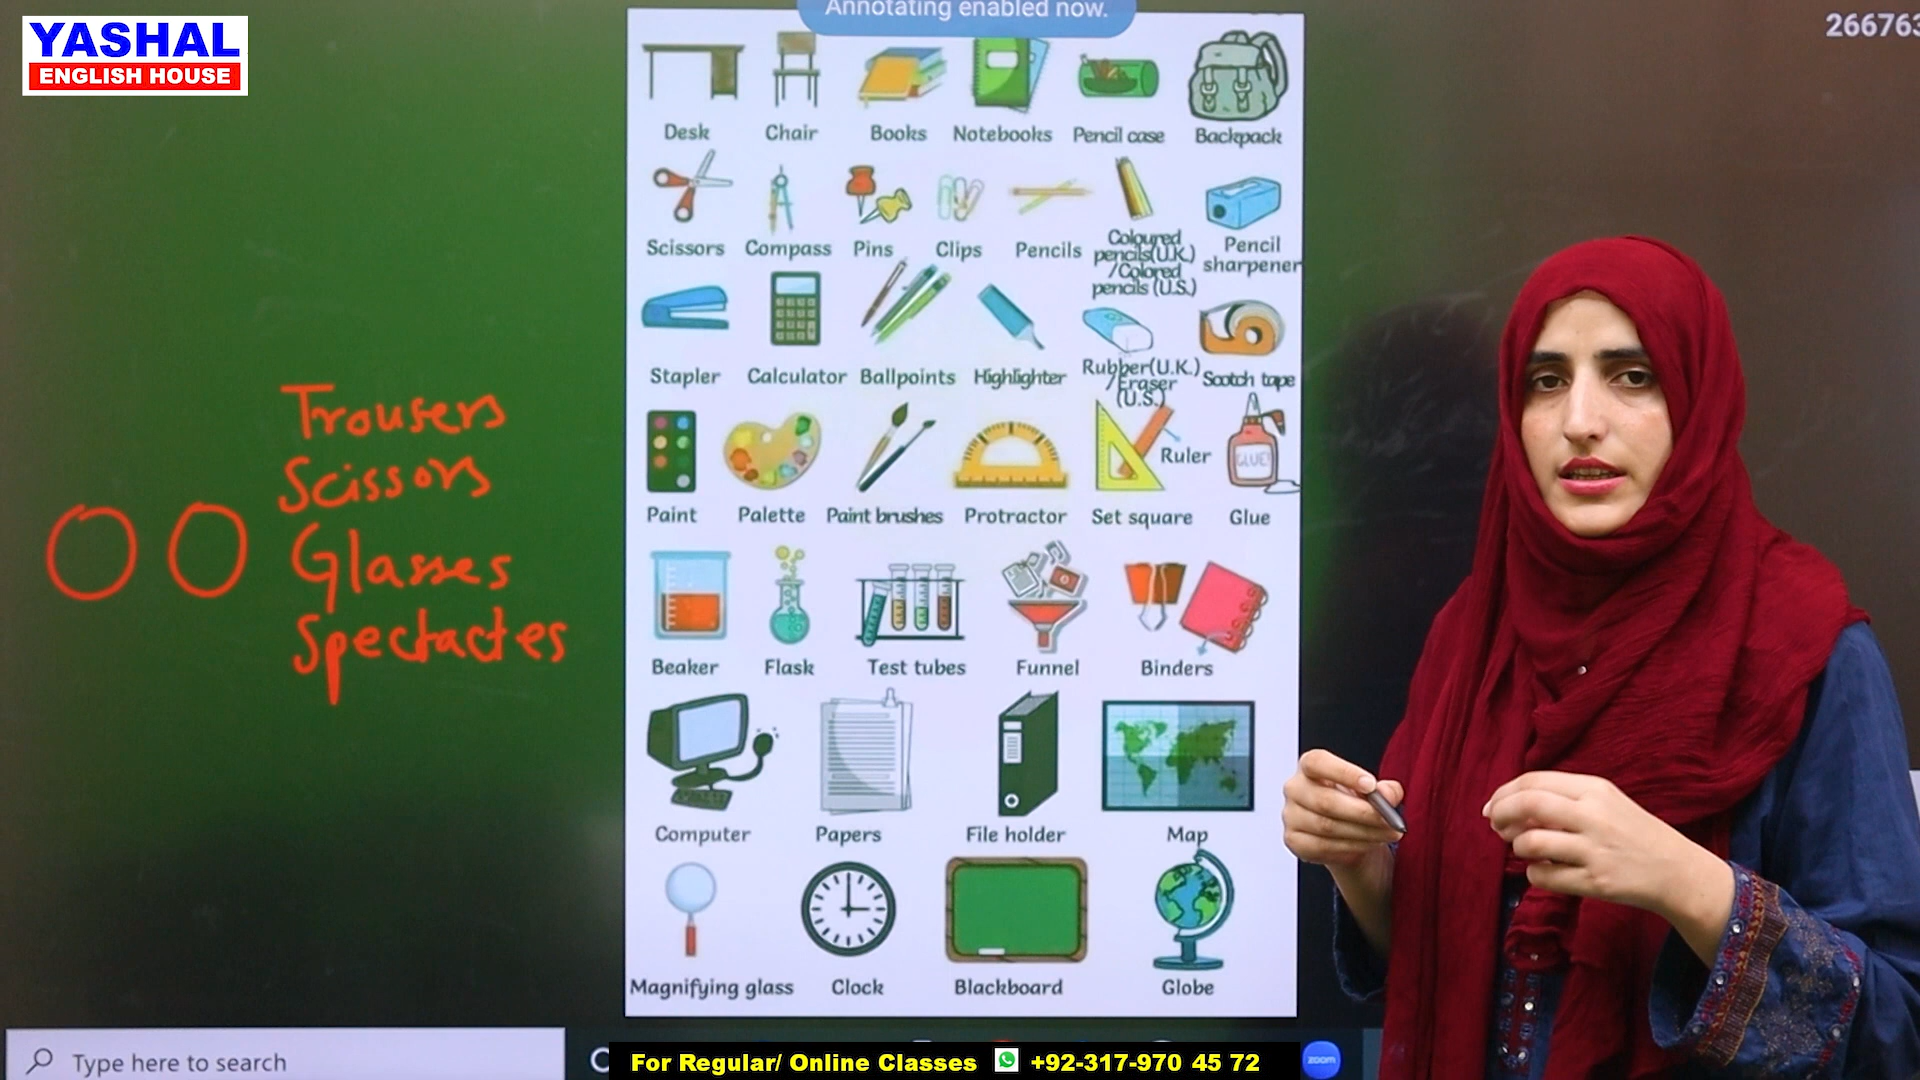 YASHAL
ENGLISH HOUSE
Annotating enabled now.
266763
Desk Chair Books Notebooks Pencil case Backpack
Scissors Compass Pins Clips Pencils Coloured pencils(U.K.) /Colored pencils (U.S.) Pencil sharpener
Stapler Calculator Ballpoints Highlighter Rubber(U.K.) /Eraser (U.S.) Scotch tape
Ruler
GLUE!
Paint Palette Paint brushes Protractor Set square Glue
Beaker Flask Test tubes Funnel Binders
Computer Papers File holder Map
Magnifying glass Clock Blackboard Globe
Trousers
Scissors
Glasses
Spectactes
Type here to search
For Regular/ Online Classes +92-317-970 45 72
zoom